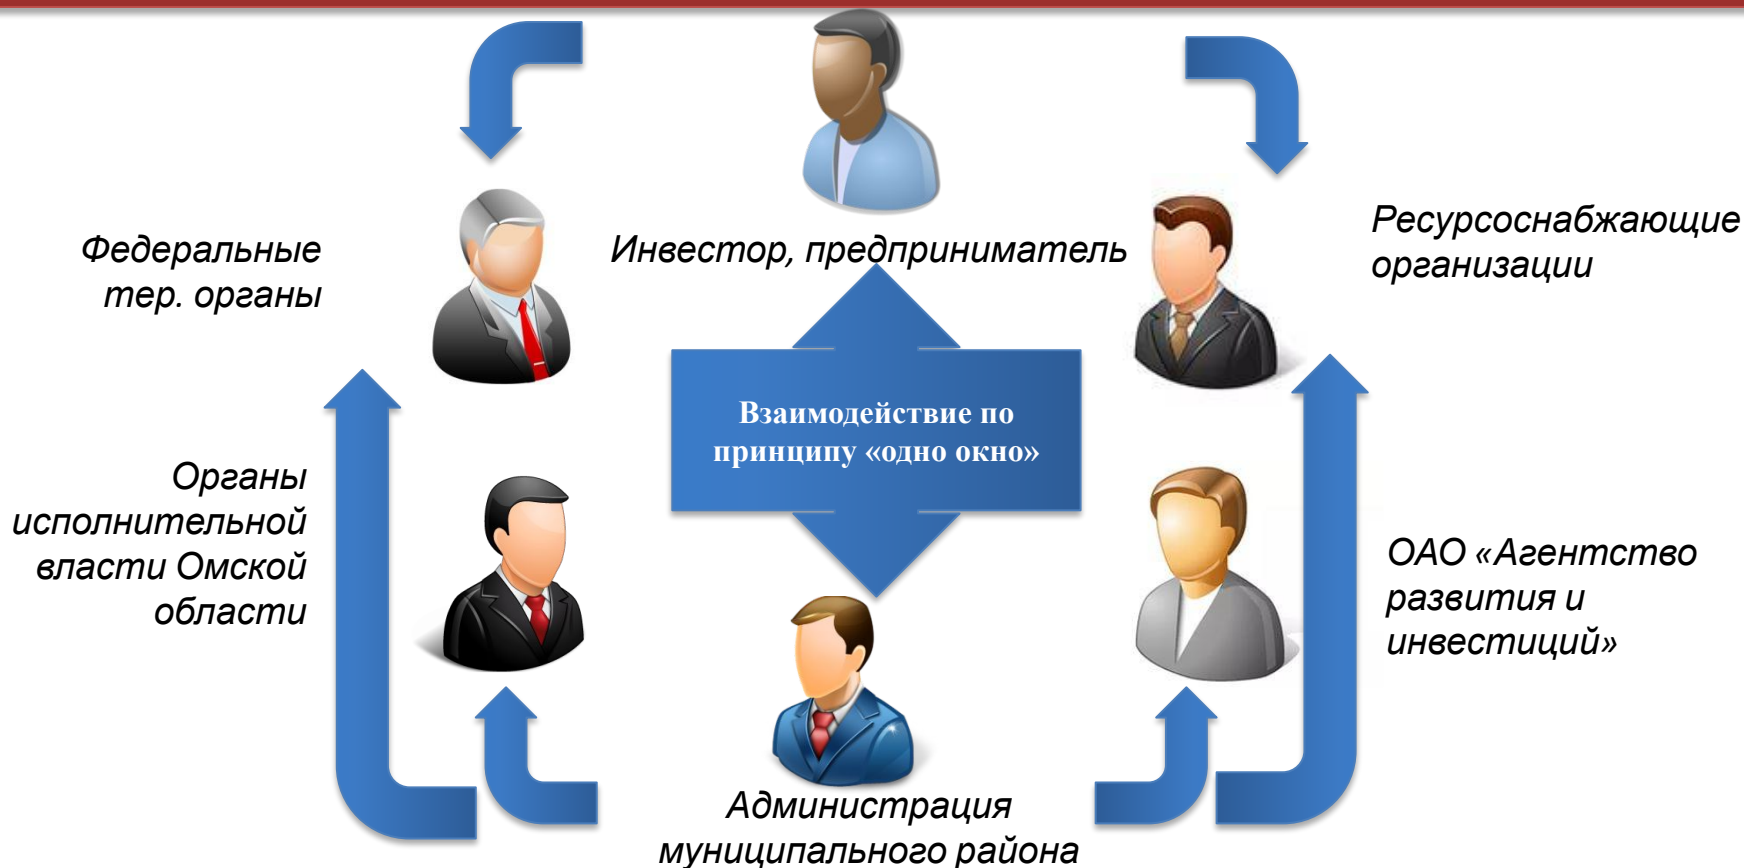 Федеральные
тер. органы
Инвестор, предприниматель
Ресурсоснабжающие
организации
Взаимодействие по
принципу «одно окно»
Органы
исполнительной
власти Омской
области
ОАО «Агентство
развития и
инвестиций»
Администрация
муниципального района